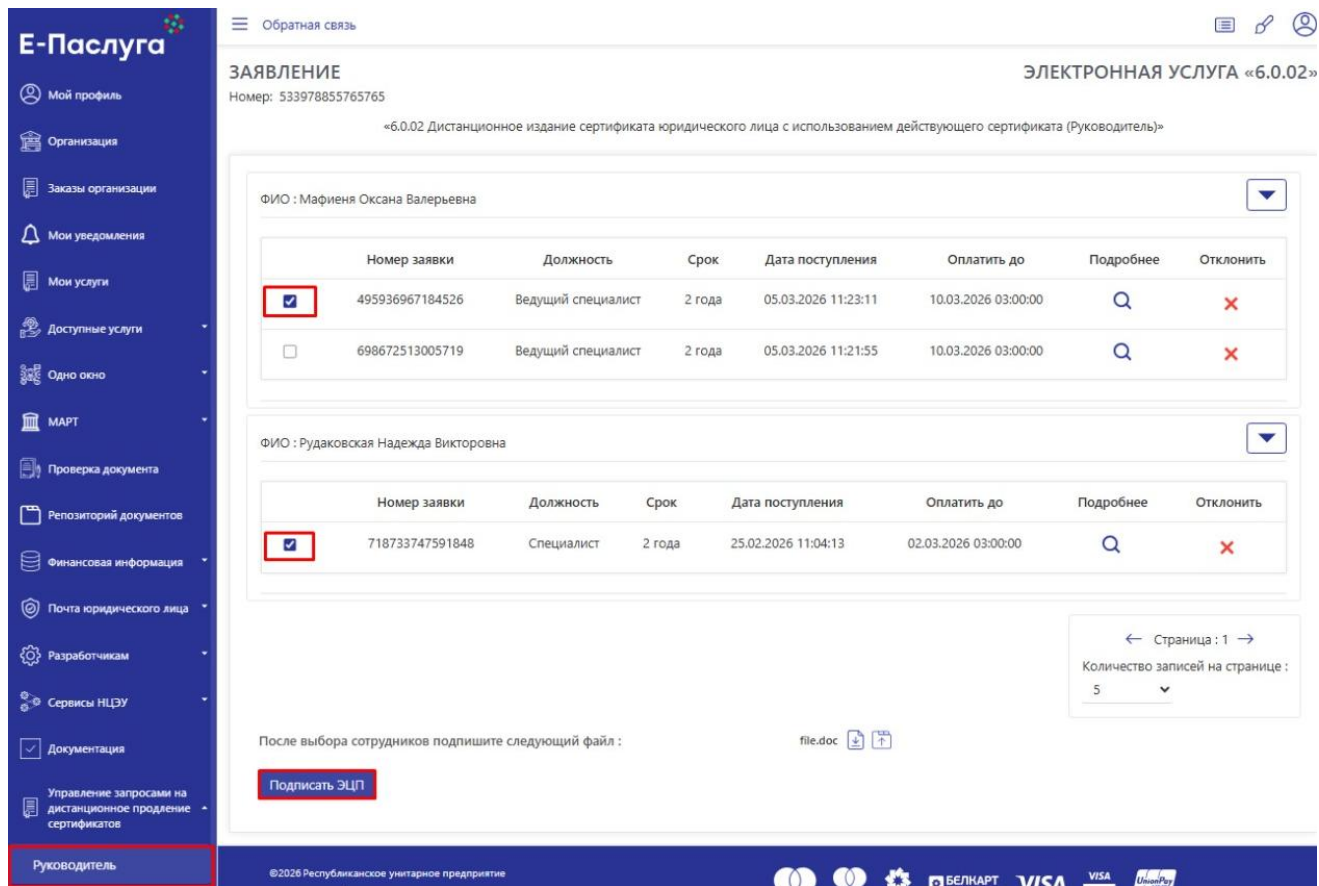 Е-Паслуга
Мой профиль
Организация
Заказы организации
Мои уведомления
Мои услуги
Доступные услуги
Одно окно
МАРТ
Проверка документа
Репозиторий документов
Финансовая информация
Почта юридического лица
Разработчикам
Сервисы НЦЭУ
Документация
Управление запросами на
дистанционное продление
сертификатов
Руководитель
Обратная связь
ЗАЯВЛЕНИЕ ЭЛЕКТРОННАЯ УСЛУГА «6.0.02»
Номер: 533978855765765
«6.0.02 Дистанционное издание сертификата юридического лица с использованием действующего сертификата (Руководитель)»
ФИО : Мафиеня Оксана Валерьевна
Номер заявки Должность Срок Дата поступления Оплатить до Подробнее Отклонить
495936967184526 Ведущий специалист 2 года 05.03.2026 11:23:11 10.03.2026 03:00:00
698672513005719 Ведущий специалист 2 года 05.03.2026 11:21:55 10.03.2026 03:00:00
ФИО : Рудаковская Надежда Викторовна
Номер заявки Должность Срок Дата поступления Оплатить до Подробнее Отклонить
718733747591848 Специалист 2 года 25.02.2026 11:04:13 02.03.2026 03:00:00
← Страница : 1 →
Количество записей на странице :
5
После выбора сотрудников подпишите следующий файл : file.doc
Подписать ЭЦП
©2026 Республиканское унитарное предприятие
БЕЛКАРТ VISA VISA UnionPay